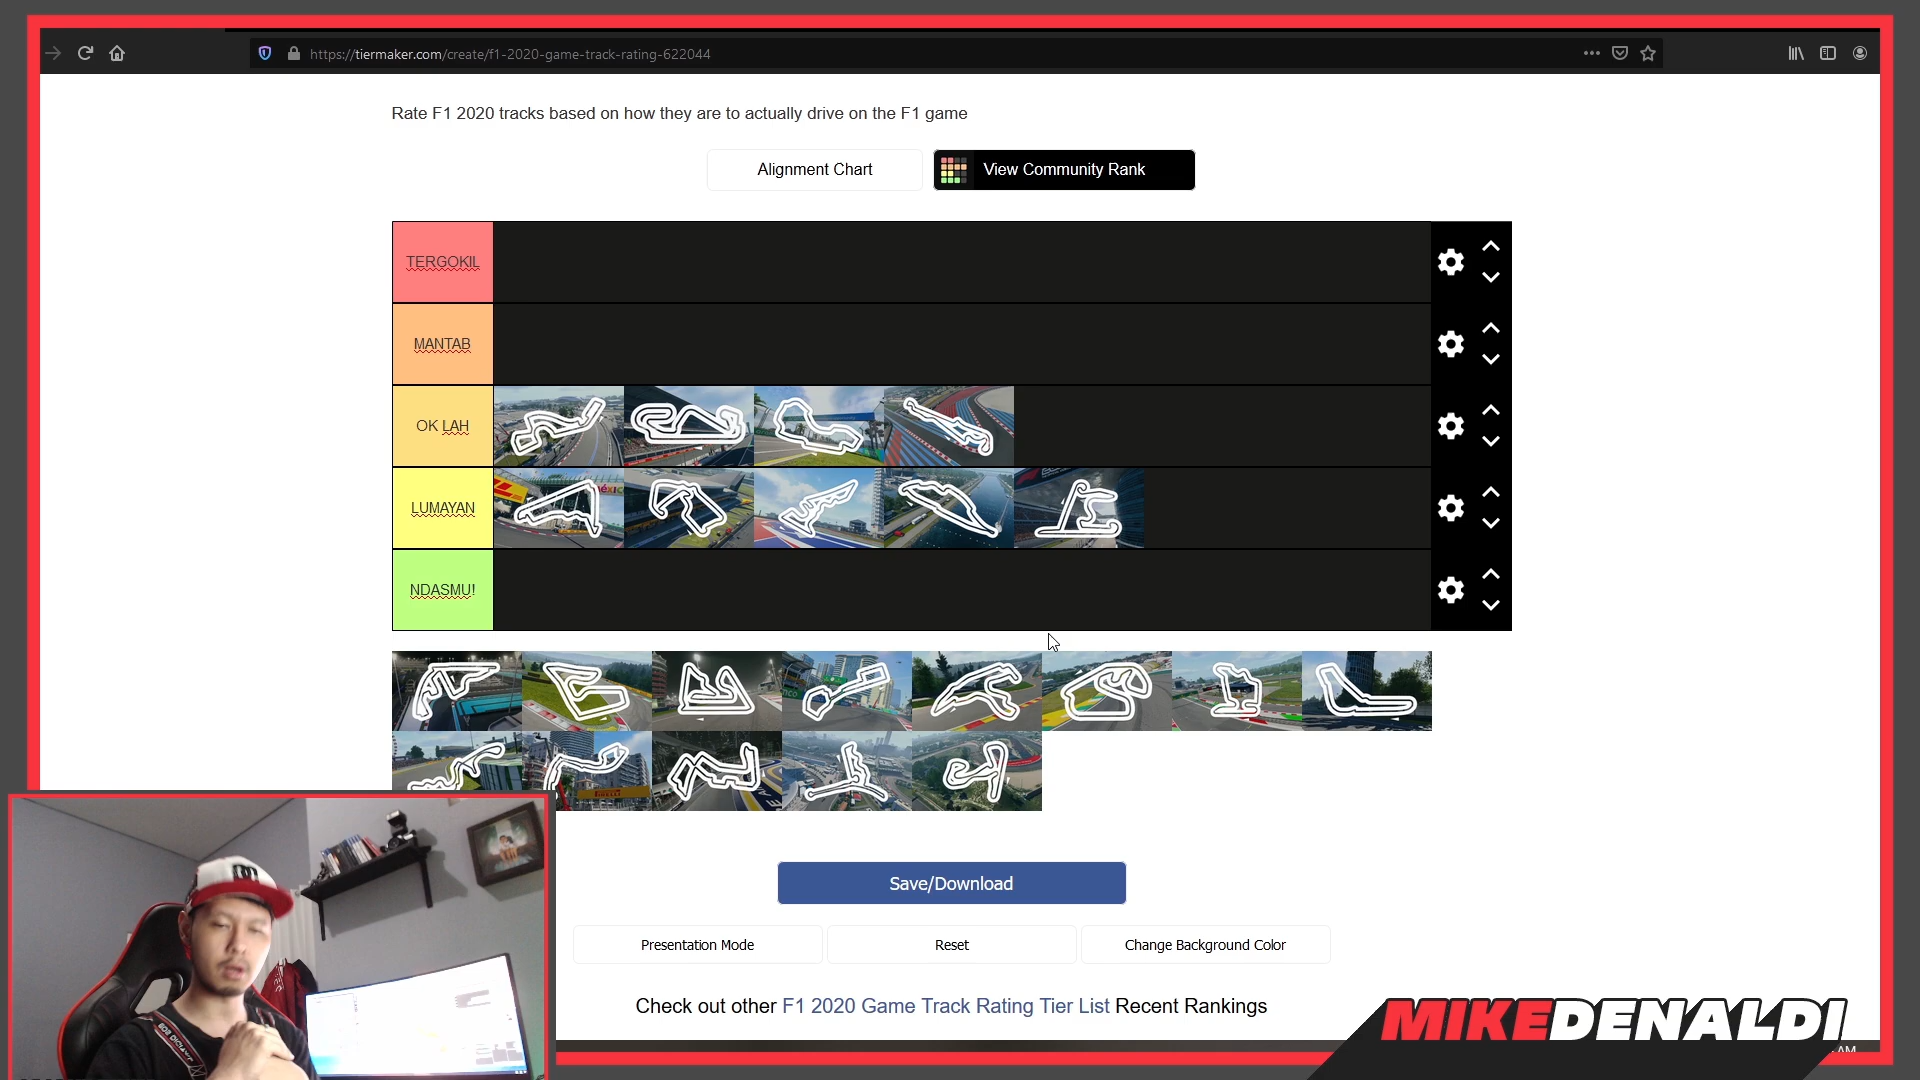 https://tiermaker.com/create/f1-2020-game-track-rating-622044
Rate F1 2020 tracks based on how they are to actually drive on the F1 game
Alignment Chart
View Community Rank
TERGOKIL
MANTAB
OK LAH
LUMAYAN
NDASMU!
Save/Download
Presentation Mode
Reset
Change Background Color
Check out other F1 2020 Game Track Rating Tier List Recent Rankings
MIKEDENALDI
AM